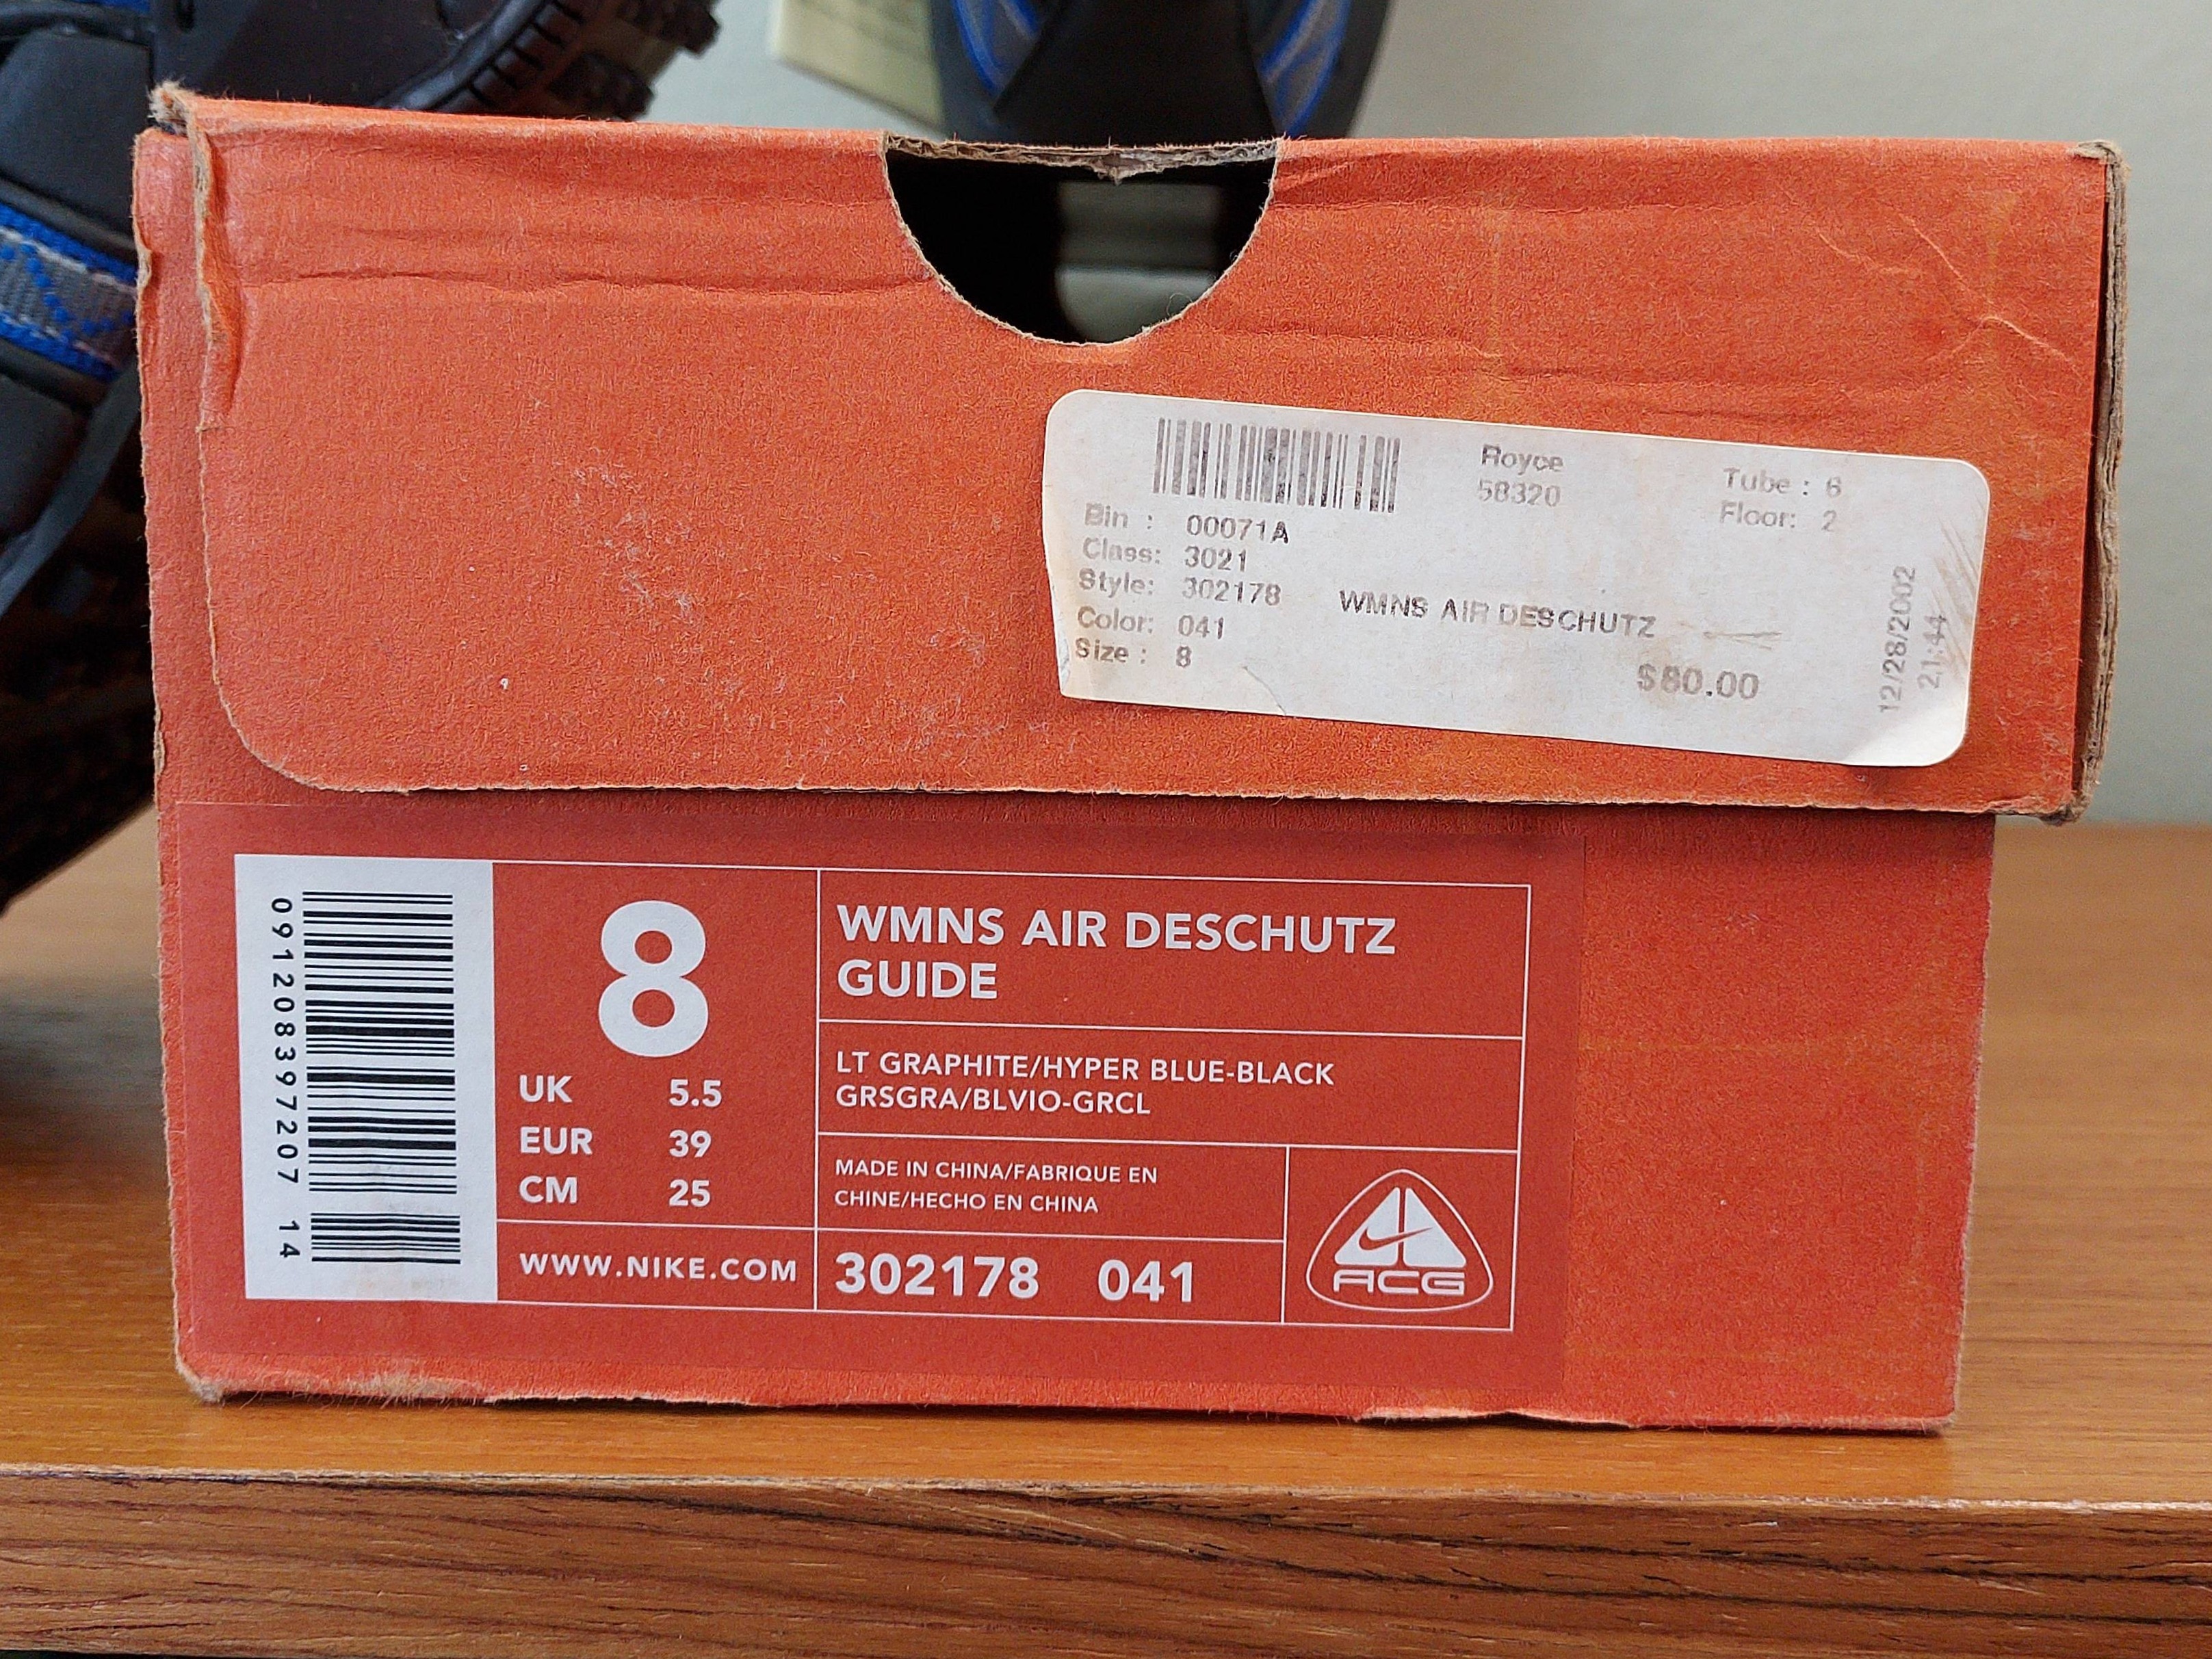 Royce
58320
Tube : 6
Floor: 2
Bin : 00071A
Class: 3021
Style: 302178 WMNS AIR DESCHUTZ
Color: 041
Size : 8
$80.00
12/28/2002
21:44
091208397207 14
8
UK 5.5
EUR 39
CM 25
WWW.NIKE.COM
WMNS AIR DESCHUTZ
GUIDE
LT GRAPHITE/HYPER BLUE-BLACK
GRSGRA/BLVIO-GRCL
MADE IN CHINA/FABRIQUE EN
CHINE/HECHO EN CHINA
302178 041
ACG